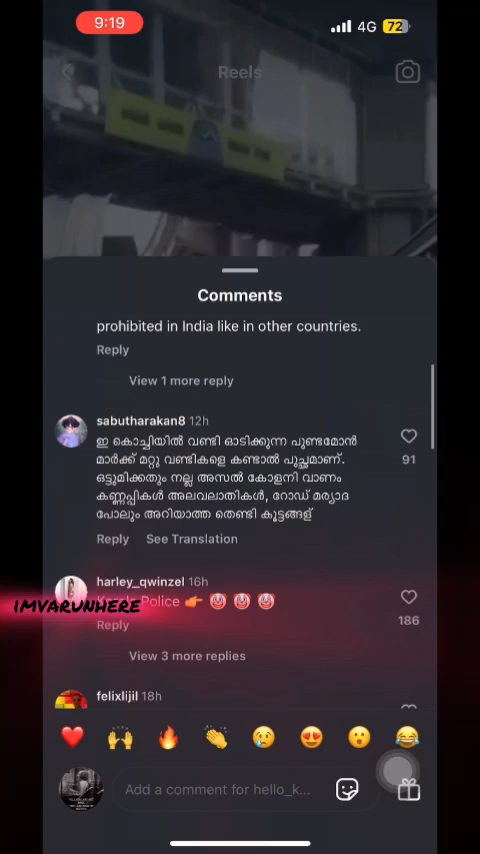 9:19
4G 72
Reels
Comments
prohibited in India like in other countries.
Reply
View 1 more reply
sabutharakan8 12h
ഇ കൊച്ചിയിൽ വണ്ടി ഓടിക്കുന്ന പുണ്ടമോൻ
മാർക്ക് മറ്റു വണ്ടികളെ കണ്ടാൽ പുച്ഛമാണ്.
ഒട്ടുമിക്കതും നല്ല അസൽ കോളനി വാണം
കണ്ണപ്പികൾ അലവലാതികൾ, റോഡ് മര്യാദ
പോലും അറിയാത്ത തെണ്ടി കൂട്ടങ്ങള്
91
Reply See Translation
harley_qwinzel 16h
Police 👉 🤡 🤡 🤡
IMVARUNHERE
186
Reply
View 3 more replies
felixlijil 18h
Add a comment for hello_k...